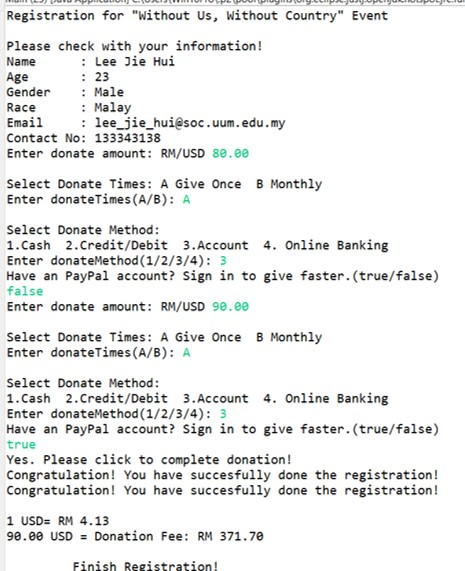 Registration for "Without Us, Without Country" Event
Please check with your information!
Name : Lee Jie Hui
Age : 23
Gender : Male
Race : Malay
Email : lee_jie_hui@soc.uum.edu.my
Contact No: 133343138
Enter donate amount: RM/USD 80.00
Select Donate Times: A Give Once B Monthly
Enter donateTimes(A/B): A
Select Donate Method:
1.Cash 2.Credit/Debit 3.Account 4. Online Banking
Enter donateMethod(1/2/3/4): 3
Have an PayPal account? Sign in to give faster.(true/false)
false
Enter donate amount: RM/USD 90.00
Select Donate Times: A Give Once B Monthly
Enter donateTimes(A/B): A
Select Donate Method:
1.Cash 2.Credit/Debit 3.Account 4. Online Banking
Enter donateMethod(1/2/3/4): 3
Have an PayPal account? Sign in to give faster.(true/false)
true
Yes. Please click to complete donation!
Congratulation! You have succesfully done the registration!
Congratulation! You have succesfully done the registration!
1 USD= RM 4.13
90.00 USD = Donation Fee: RM 371.70
Finish Registration!